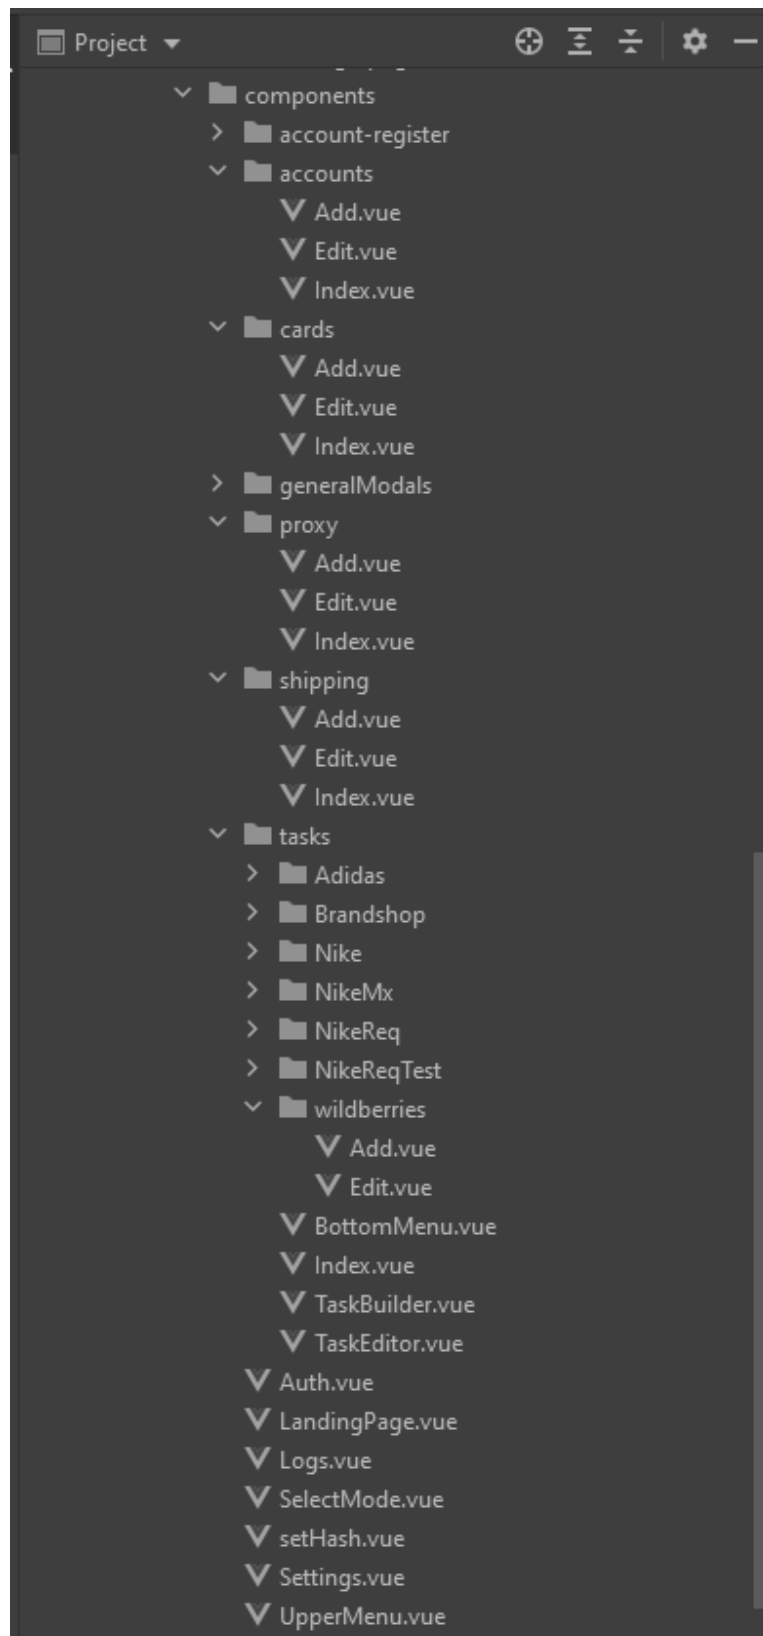 Project
components
account-register
accounts
Add.vue
Edit.vue
Index.vue
cards
Add.vue
Edit.vue
Index.vue
generalModals
proxy
Add.vue
Edit.vue
Index.vue
shipping
Add.vue
Edit.vue
Index.vue
tasks
Adidas
Brandshop
Nike
NikeMx
NikeReq
NikeReqTest
wildberries
Add.vue
Edit.vue
BottomMenu.vue
Index.vue
TaskBuilder.vue
TaskEditor.vue
Auth.vue
LandingPage.vue
Logs.vue
SelectMode.vue
setHash.vue
Settings.vue
UpperMenu.vue